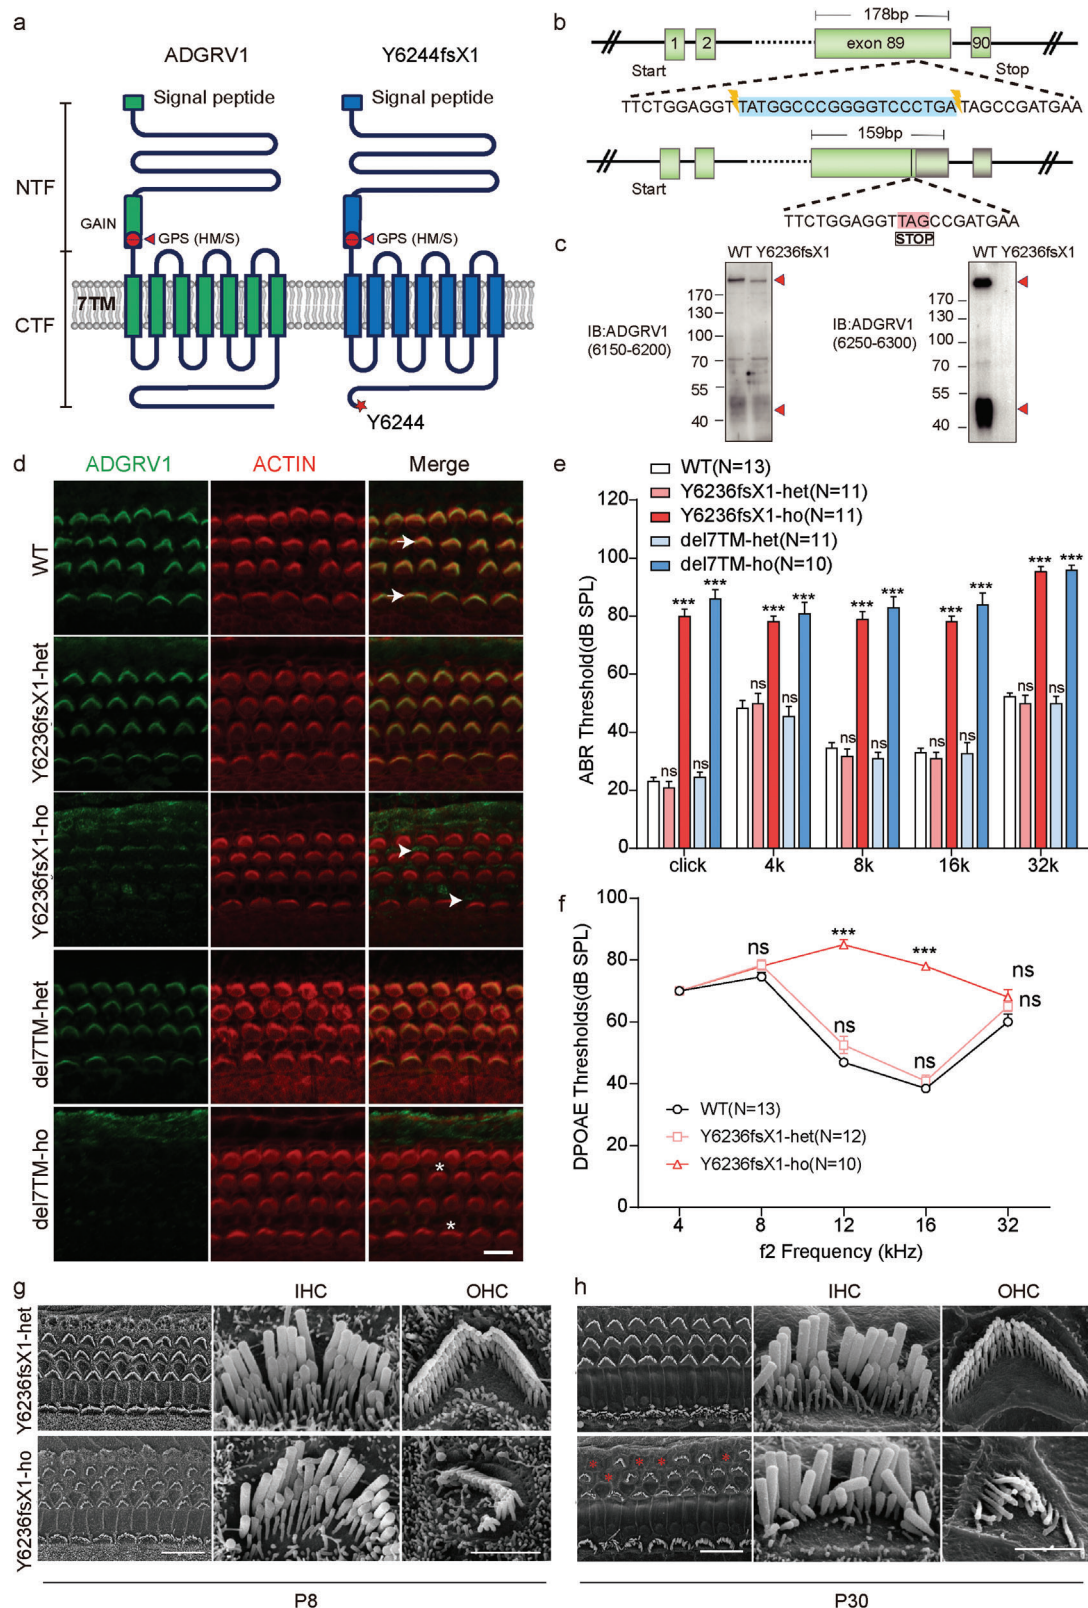 a
ADGRV1
Y6244fsX1
Signal peptide
Signal peptide
NTF
GAIN
GPS (HM/S)
GPS (HM/S)
7TM
CTF
Y6244
b
178bp
1
2
exon 89
90
Start
Stop
TTCTGGAGGTTATGGCCCGGGGTCCCTGATAGCCGATGAA
159bp
Start
TTCTGGAGGTTAGCCGATGAA
STOP
c
WT Y6236fsX1
WT Y6236fsX1
170
130
100
70
55
40
IB:ADGRV1
(6150-6200)
170
130
100
70
55
40
IB:ADGRV1
(6250-6300)
d
ADGRV1
ACTIN
Merge
WT
Y6236fsX1-het
Y6236fsX1-ho
del7TM-het
del7TM-ho
*
*
e
WT(N=13)
Y6236fsX1-het(N=11)
Y6236fsX1-ho(N=11)
del7TM-het(N=11)
del7TM-ho(N=10)
ABR Threshold(dB SPL)
120
100
80
60
40
20
0
ns *** ns ***
ns *** ns ***
ns *** ns ***
ns *** ns ***
ns *** ns ***
click 4k 8k 16k 32k
f
DPOAE Thresholds(dB SPL)
100
80
60
40
20
0
ns
***
***
ns
ns
ns
ns
WT(N=13)
Y6236fsX1-het(N=12)
Y6236fsX1-ho(N=10)
4 8 12 16 32
f2 Frequency (kHz)
g
IHC
OHC
Y6236fsX1-het
Y6236fsX1-ho
P8
h
IHC
OHC
* * * * *
P30